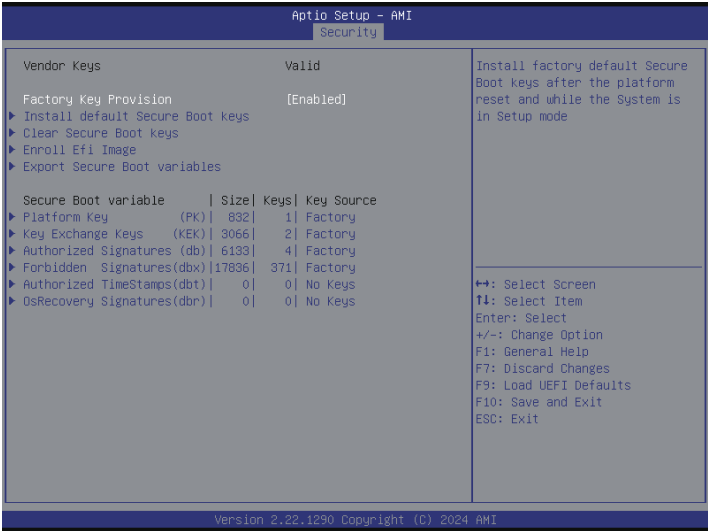 Aptio Setup – AMI
Security
Vendor Keys Valid
Factory Key Provision [Enabled]
Install default Secure Boot keys
Clear Secure Boot keys
Enroll Efi Image
Export Secure Boot variables
Secure Boot variable | Size| Keys| Key Source
Platform Key (PK)| 832| 1| Factory
Key Exchange Keys (KEK)| 3066| 2| Factory
Authorized Signatures (db)| 6133| 4| Factory
Forbidden Signatures(dbx)|17836| 371| Factory
Authorized TimeStamps(dbt)| 0| 0| No Keys
OsRecovery Signatures(dbr)| 0| 0| No Keys
Install factory default Secure
Boot keys after the platform
reset and while the System is
in Setup mode
↔: Select Screen
↑↓: Select Item
Enter: Select
+/-: Change Option
F1: General Help
F7: Discard Changes
F9: Load UEFI Defaults
F10: Save and Exit
ESC: Exit
Version 2.22.1290 Copyright (C) 2024 AMI